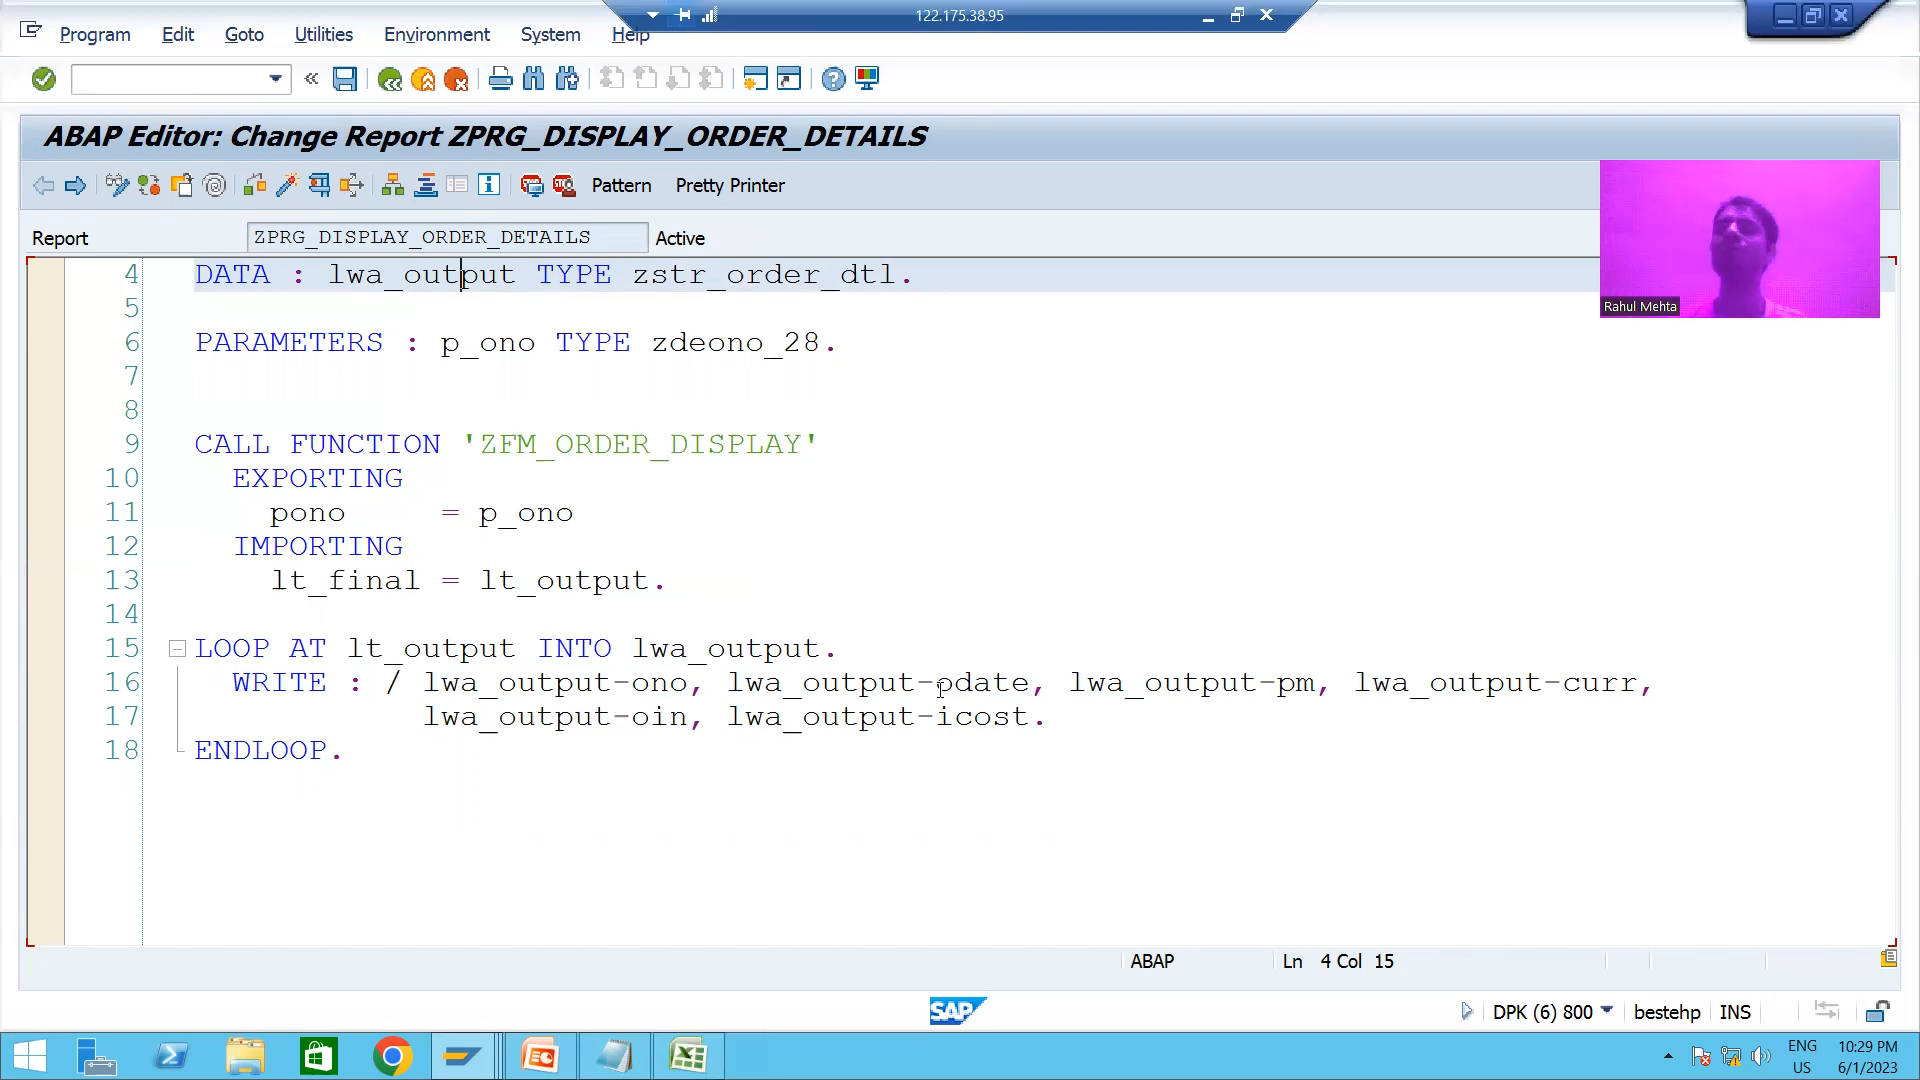 122.175.38.95
Program Edit Goto Utilities Environment System Help
ABAP Editor: Change Report ZPRG_DISPLAY_ORDER_DETAILS
Pattern Pretty Printer
Report ZPRG_DISPLAY_ORDER_DETAILS Active
Rahul Mehta
4 DATA : lwa_output TYPE zstr_order_dtl.
5
6 PARAMETERS : p_ono TYPE zdeono_28.
7
8
9 CALL FUNCTION 'ZFM_ORDER_DISPLAY'
10 EXPORTING
11 pono = p_ono
12 IMPORTING
13 lt_final = lt_output.
14
15 LOOP AT lt_output INTO lwa_output.
16 WRITE : / lwa_output-ono, lwa_output-pdate, lwa_output-pm, lwa_output-curr,
17 lwa_output-oin, lwa_output-icost.
18 ENDLOOP.
ABAP Ln 4 Col 15
SAP DPK (6) 800 bestehp INS
ENG 10:29 PM
US 6/1/2023